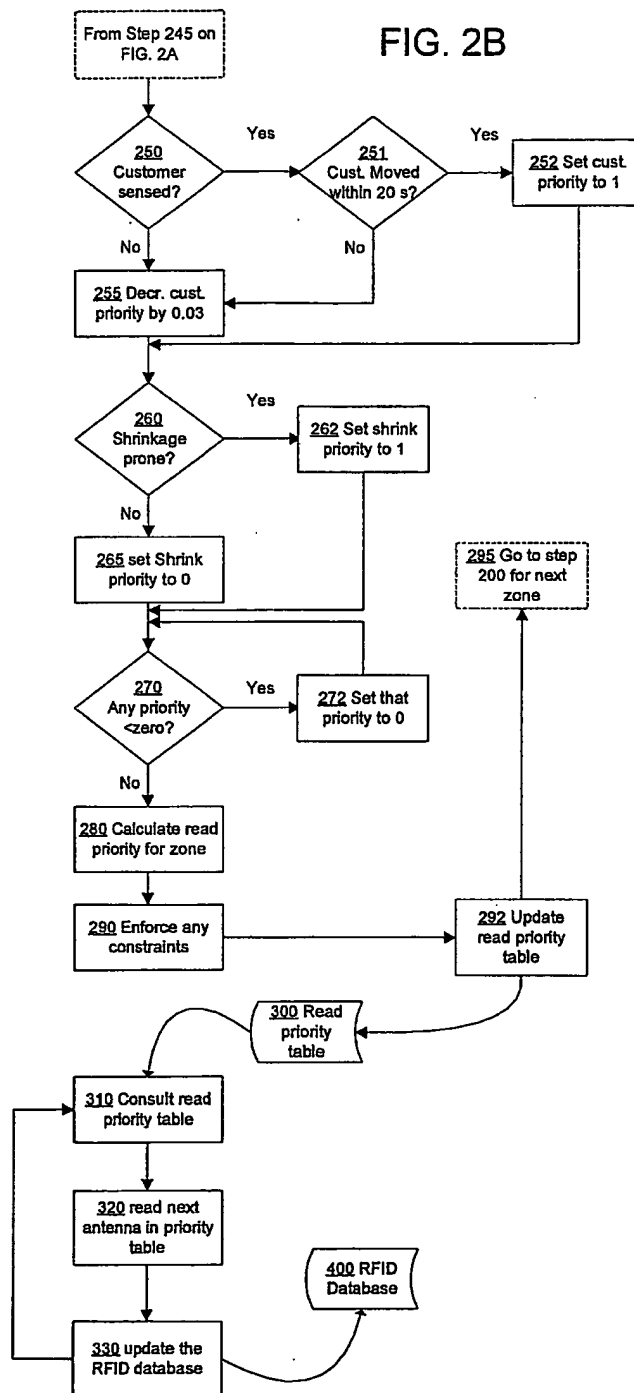 From Step 245 on
FIG. 2A
FIG. 2B
250
Customer
sensed?
Yes
251
Cust. Moved
within 20 s?
Yes
252 Set cust.
priority to 1
No
No
255 Decr. cust.
priority by 0.03
260
Shrinkage
prone?
Yes
262 Set shrink
priority to 1
No
265 set Shrink
priority to 0
295 Go to step
200 for next
zone
270
Any priority
<zero?
Yes
272 Set that
priority to 0
No
280 Calculate read
priority for zone
290 Enforce any
constraints
292 Update
read priority
table
300 Read
priority
table
310 Consult read
priority table
320 read next
antenna in priority
table
400 RFID
Database
330 update the
RFID database